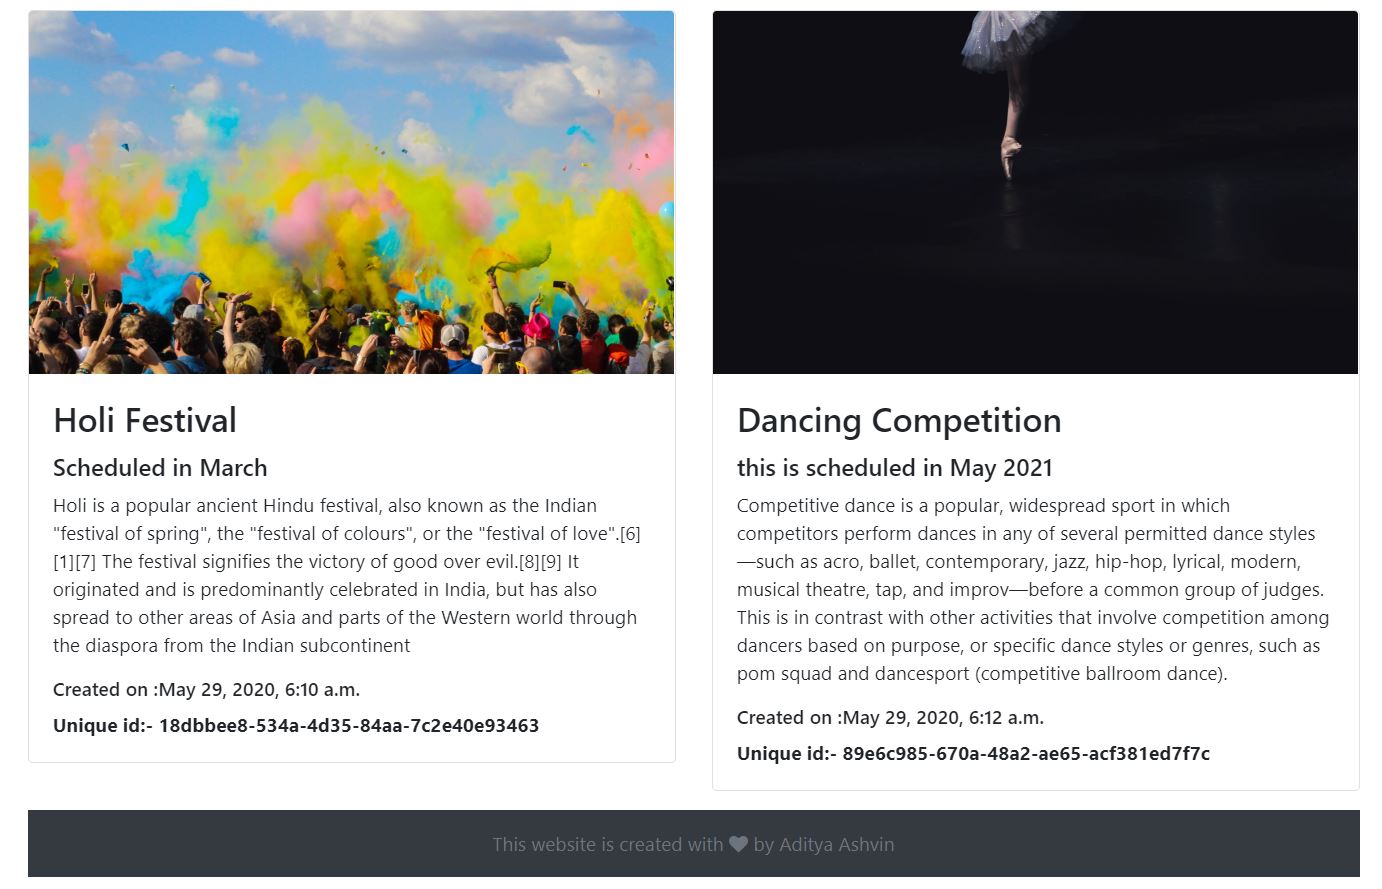 Holi Festival
Scheduled in March
Holi is a popular ancient Hindu festival, also known as the Indian
"festival of spring", the "festival of colours", or the "festival of love".[6]
[1][7] The festival signifies the victory of good over evil.[8][9] It
originated and is predominantly celebrated in India, but has also
spread to other areas of Asia and parts of the Western world through
the diaspora from the Indian subcontinent
Created on :May 29, 2020, 6:10 a.m.
Unique id:- 18dbbee8-534a-4d35-84aa-7c2e40e93463
Dancing Competition
this is scheduled in May 2021
Competitive dance is a popular, widespread sport in which
competitors perform dances in any of several permitted dance styles
—such as acro, ballet, contemporary, jazz, hip-hop, lyrical, modern,
musical theatre, tap, and improv—before a common group of judges.
This is in contrast with other activities that involve competition among
dancers based on purpose, or specific dance styles or genres, such as
pom squad and dancesport (competitive ballroom dance).
Created on :May 29, 2020, 6:12 a.m.
Unique id:- 89e6c985-670a-48a2-ae65-acf381ed7f7c
This website is created with ♥ by Aditya Ashvin